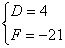 D = 4
F = −21